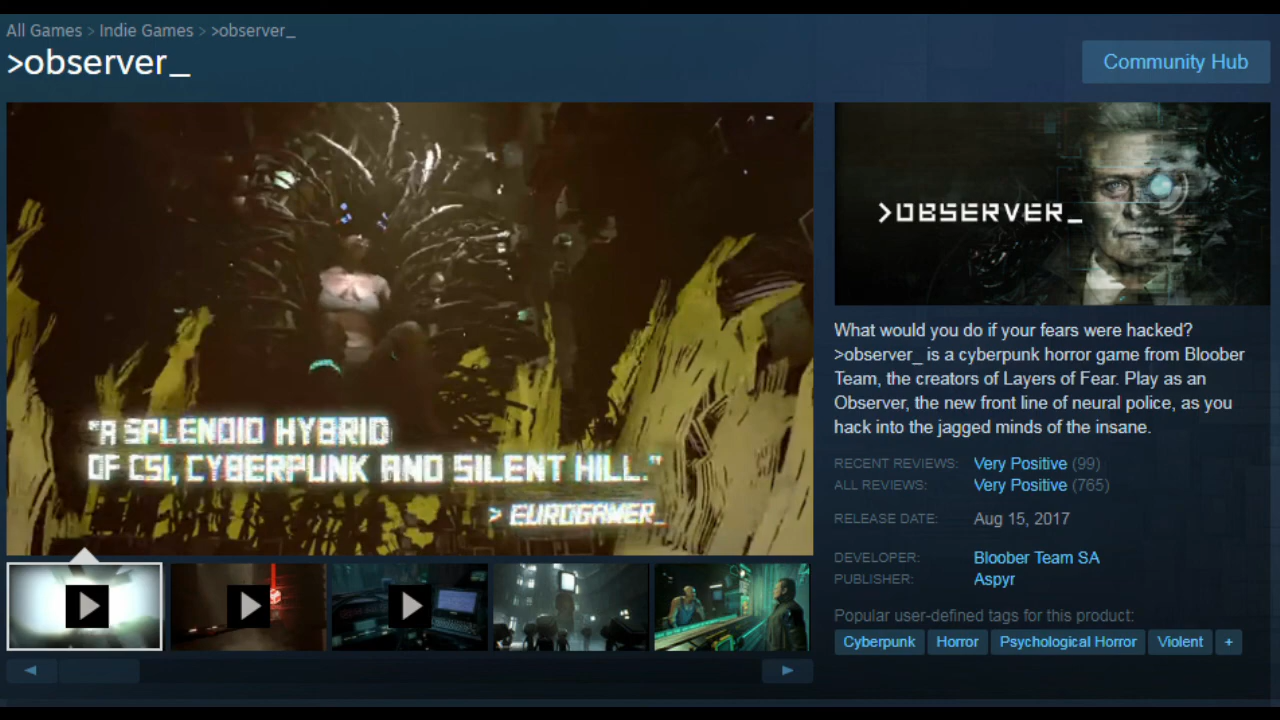 All Games > Indie Games > >observer_
>observer_
Community Hub
"A SPLENDID HYBRID
OF CSI, CYBERPUNK AND SILENT HILL."
> EUROGAMER_
>OBSERVER_
What would you do if your fears were hacked?
>observer_ is a cyberpunk horror game from Bloober
Team, the creators of Layers of Fear. Play as an
Observer, the new front line of neural police, as you
hack into the jagged minds of the insane.
RECENT REVIEWS: Very Positive (99)
ALL REVIEWS: Very Positive (765)
RELEASE DATE: Aug 15, 2017
DEVELOPER: Bloober Team SA
PUBLISHER: Aspyr
Popular user-defined tags for this product:
Cyberpunk Horror Psychological Horror Violent +